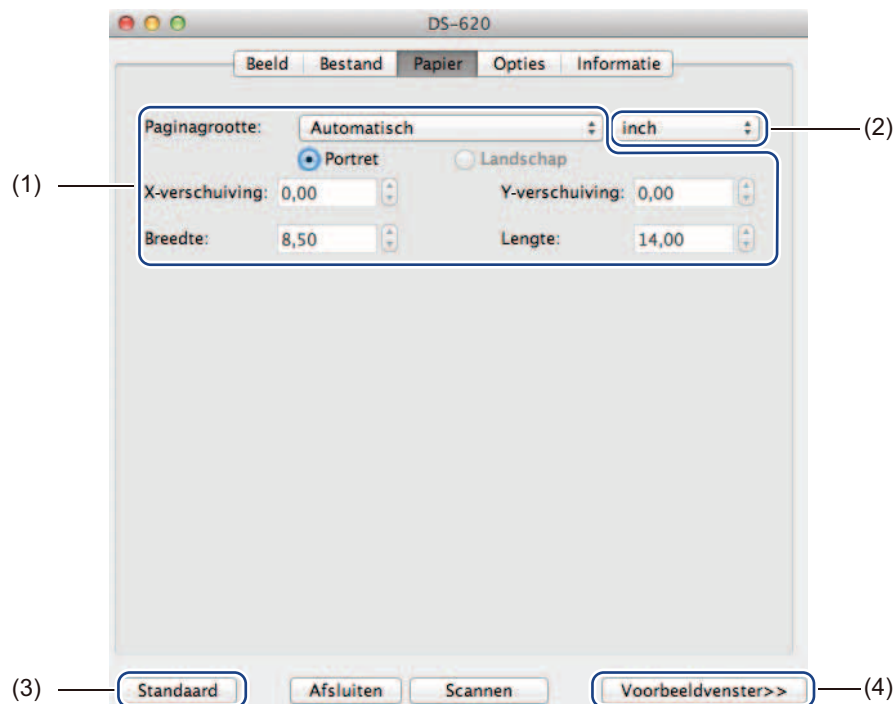 DS-620
Beeld Bestand Papier Opties Informatie
Paginagrootte: Automatisch inch (2)
Portret Landschap
(1)
X-verschuiving: 0,00 Y-verschuiving: 0,00
Breedte: 8,50 Lengte: 14,00
(3) Standaard Afsluiten Scannen Voorbeeldvenster>> (4)